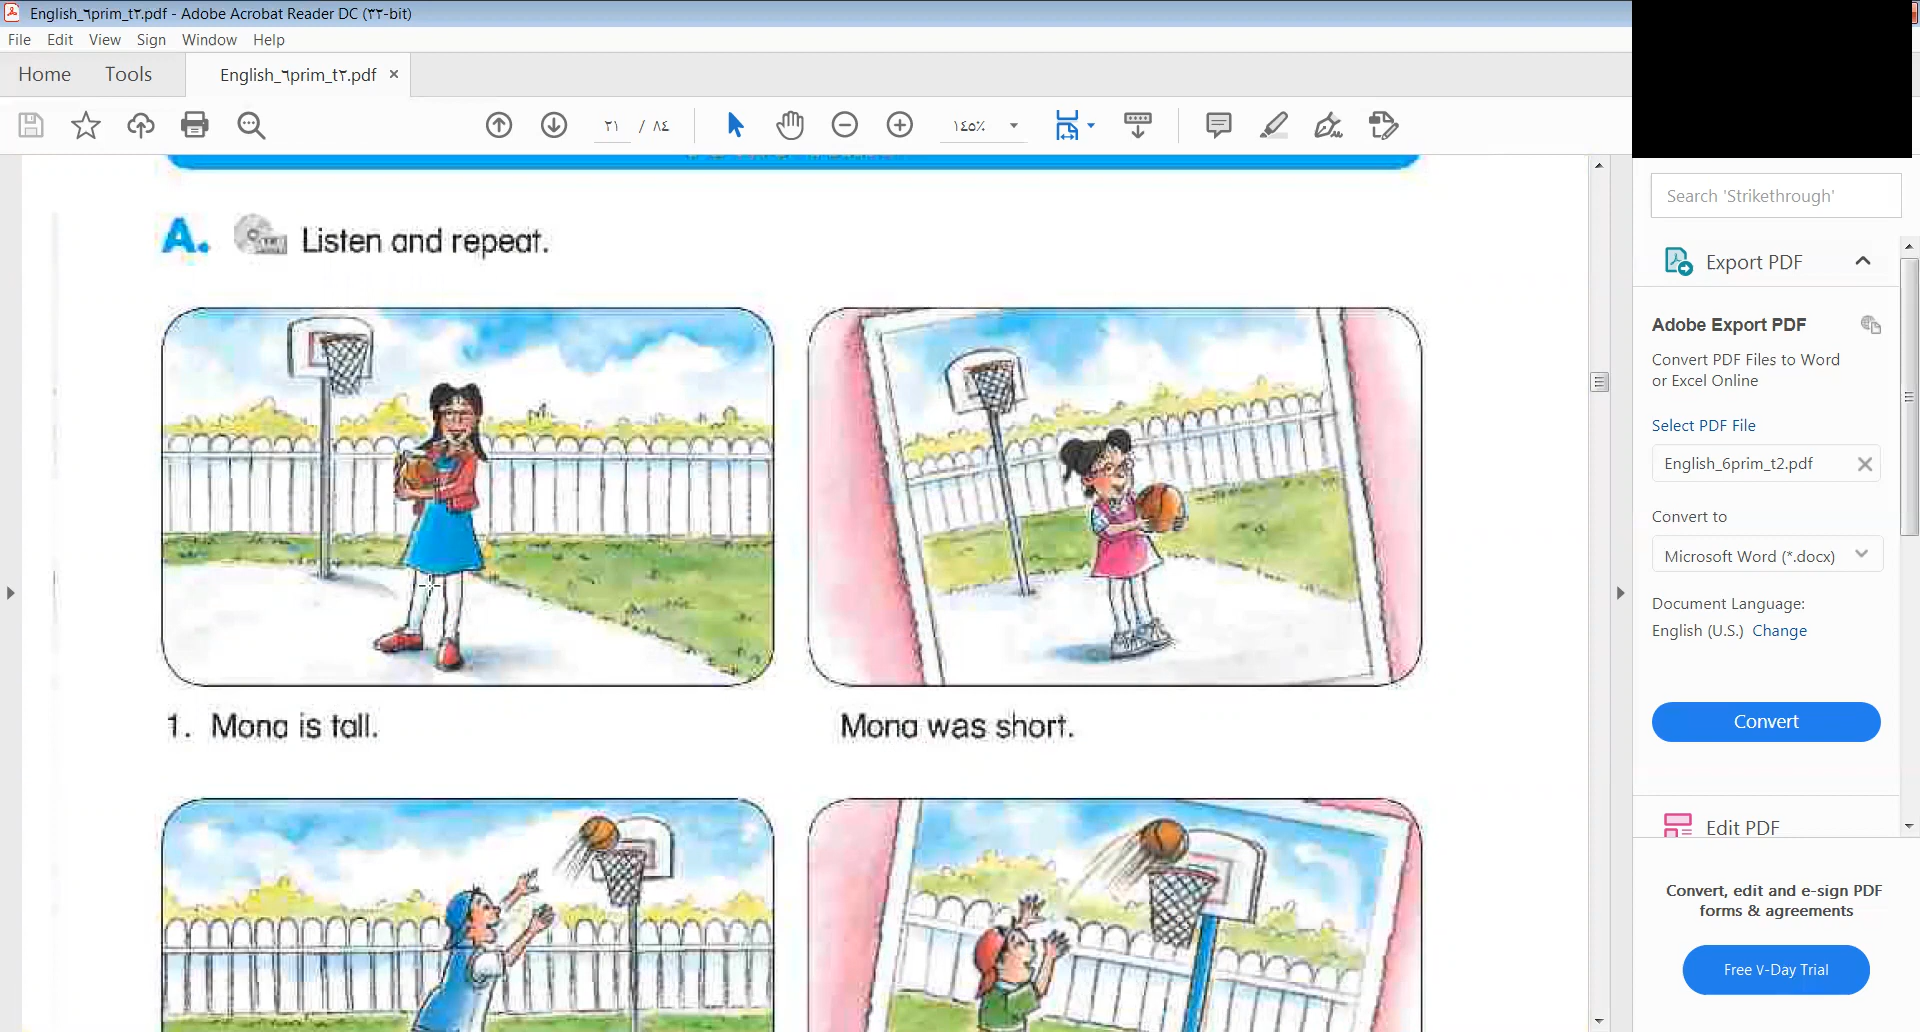 English_٦prim_t٢.pdf - Adobe Acrobat Reader DC (٣٢-bit)
File Edit View Sign Window Help
Home Tools English_٦prim_t٢.pdf ×
٢١ / ٨٤ ١٤٥%
Search 'Strikethrough'
A. Listen and repeat.
Export PDF
Adobe Export PDF
Convert PDF Files to Word
or Excel Online
Select PDF File
English_6prim_t2.pdf
Convert to
Microsoft Word (*.docx)
Document Language:
English (U.S.) Change
Convert
1. Mona is tall.
Mona was short.
Edit PDF
Convert, edit and e-sign PDF
forms & agreements
Free V-Day Trial